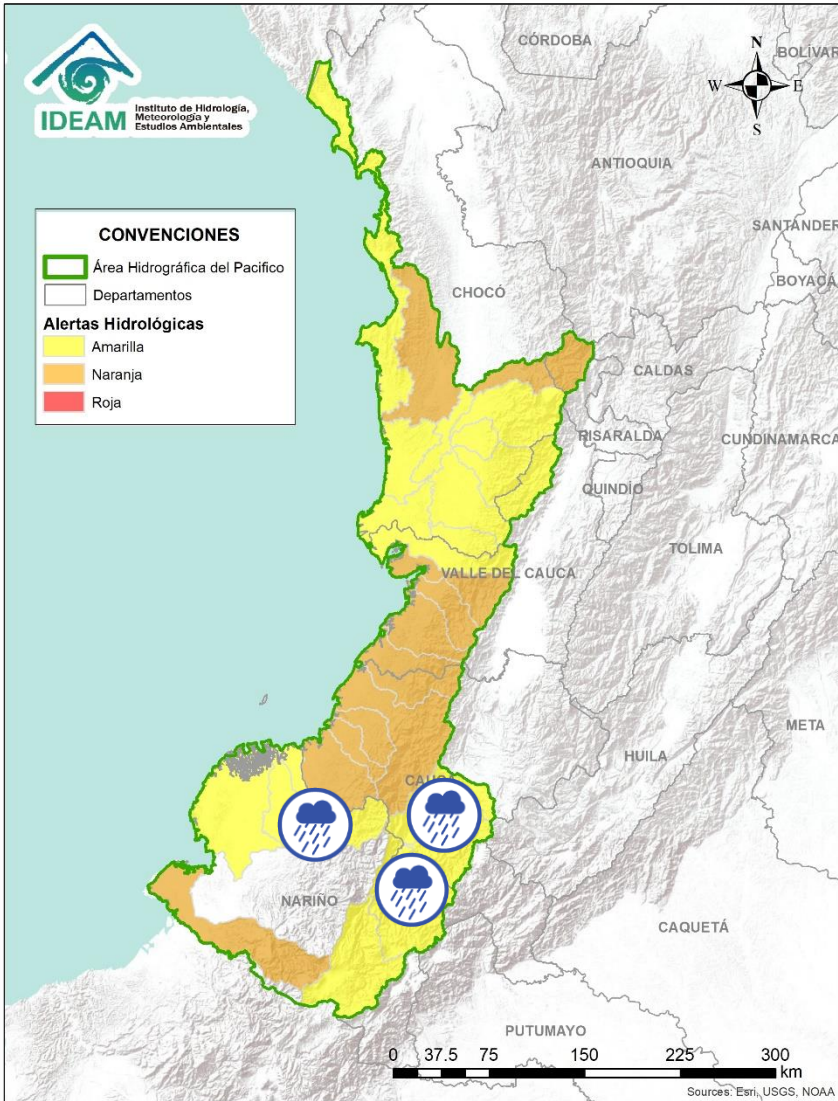 IDEAM
Instituto de Hidrología,
Meteorología y
Estudios Ambientales
N
W E
S
CÓRDOBA
BOLÍVAR
ANTIOQUIA
SANTANDER
BOYACÁ
CHOCÓ
CALDAS
RISARALDA
CUNDINAMARCA
QUINDÍO
TOLIMA
VALLE DEL CAUCA
META
HUILA
CAUCA
NARIÑO
CAQUETÁ
PUTUMAYO
CONVENCIONES
Área Hidrográfica del Pacifico
Departamentos
Alertas Hidrológicas
Amarilla
Naranja
Roja
0 37.5 75 150 225 300
km
Sources: Esri, USGS, NOAA